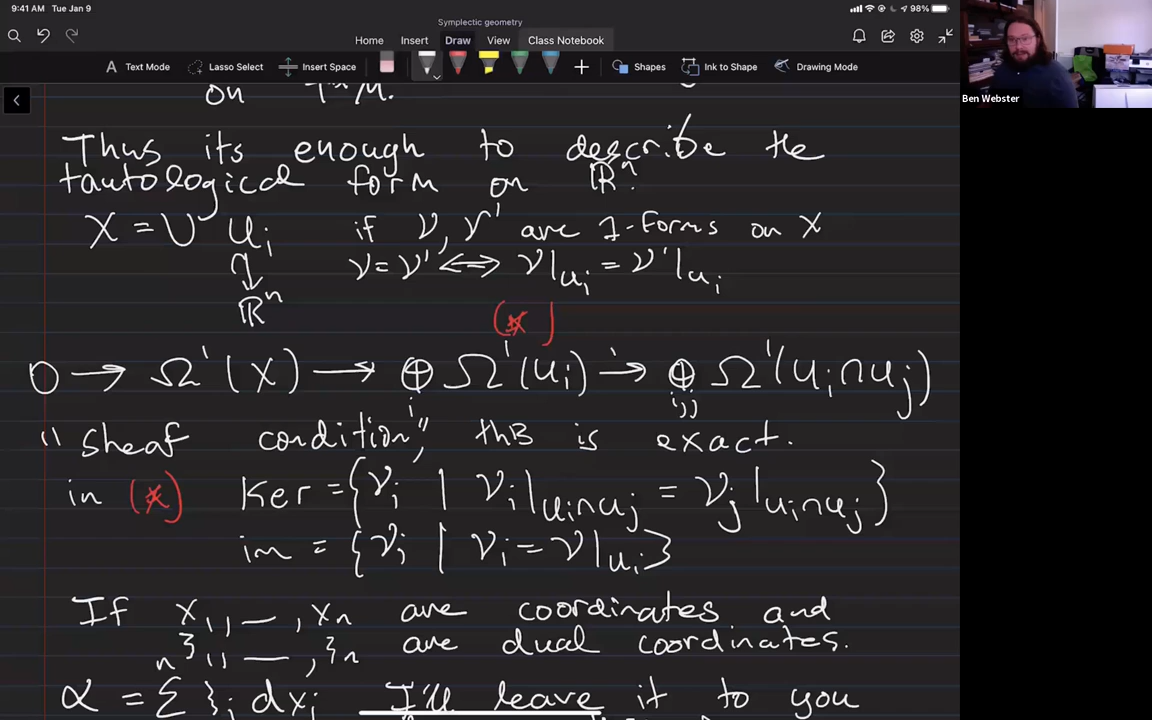 9:41 AM Tue Jan 9
98%
Symplectic geometry
Home Insert Draw View Class Notebook
Text Mode Lasso Select Insert Space Shapes Ink to Shape Drawing Mode
Ben Webster
on T*M.
Thus its enough to describe the
tautological form on ℝⁿ.
X = ∪ Uᵢ if ν, ν' are 1-forms on X
ν = ν' ⟺ ν|Uᵢ = ν'|Uᵢ
ℝⁿ
(*)
0 → Ω¹(X) → ⊕ᵢ Ω¹(Uᵢ) → ⊕ᵢ,ⱼ Ω¹(Uᵢ∩Uⱼ)
"sheaf condition", this is exact.
in (*) Ker = {νᵢ | νᵢ|Uᵢ∩Uⱼ = νⱼ|Uᵢ∩Uⱼ}
im = {νᵢ | νᵢ = ν|Uᵢ}
If x₁,, — , xₙ are coordinates and
ξ₁,, — , ξₙ are dual coordinates.
α = Σ ξᵢ dxᵢ I'll leave it to you